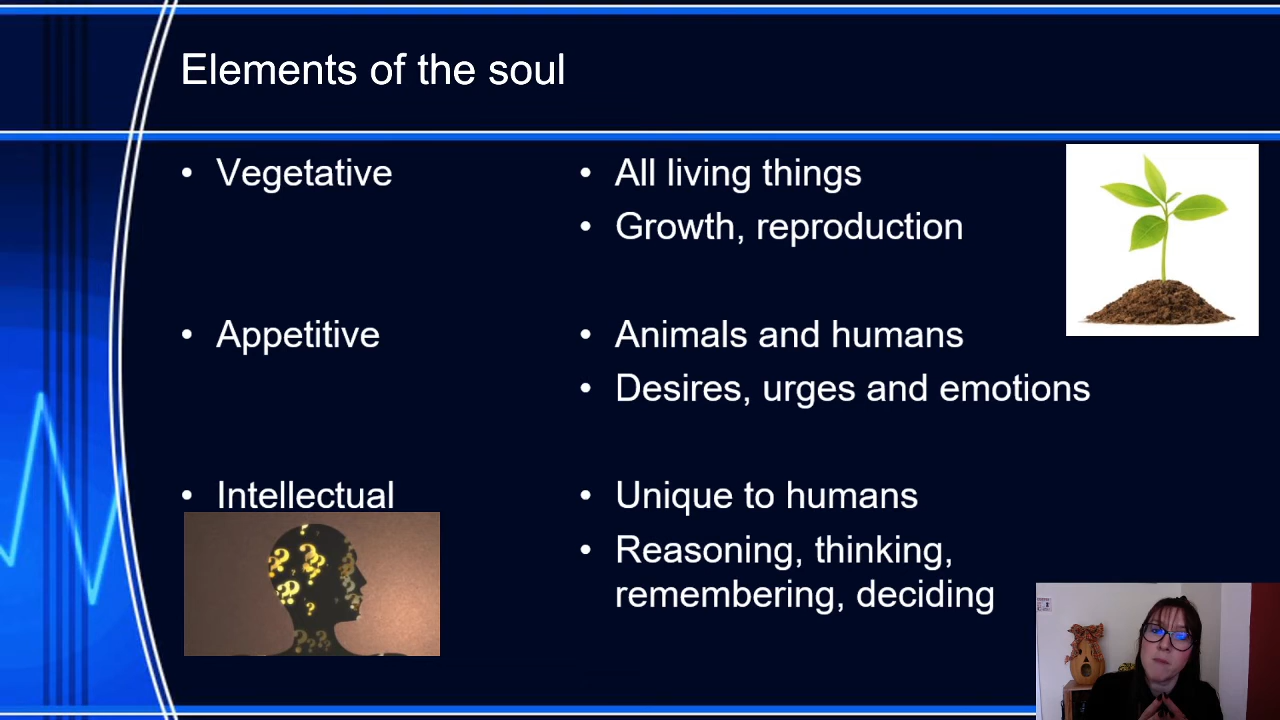 Elements of the soul
• Vegetative
• All living things
• Growth, reproduction
• Appetitive
• Animals and humans
• Desires, urges and emotions
• Intellectual
• Unique to humans
• Reasoning, thinking,
remembering, deciding